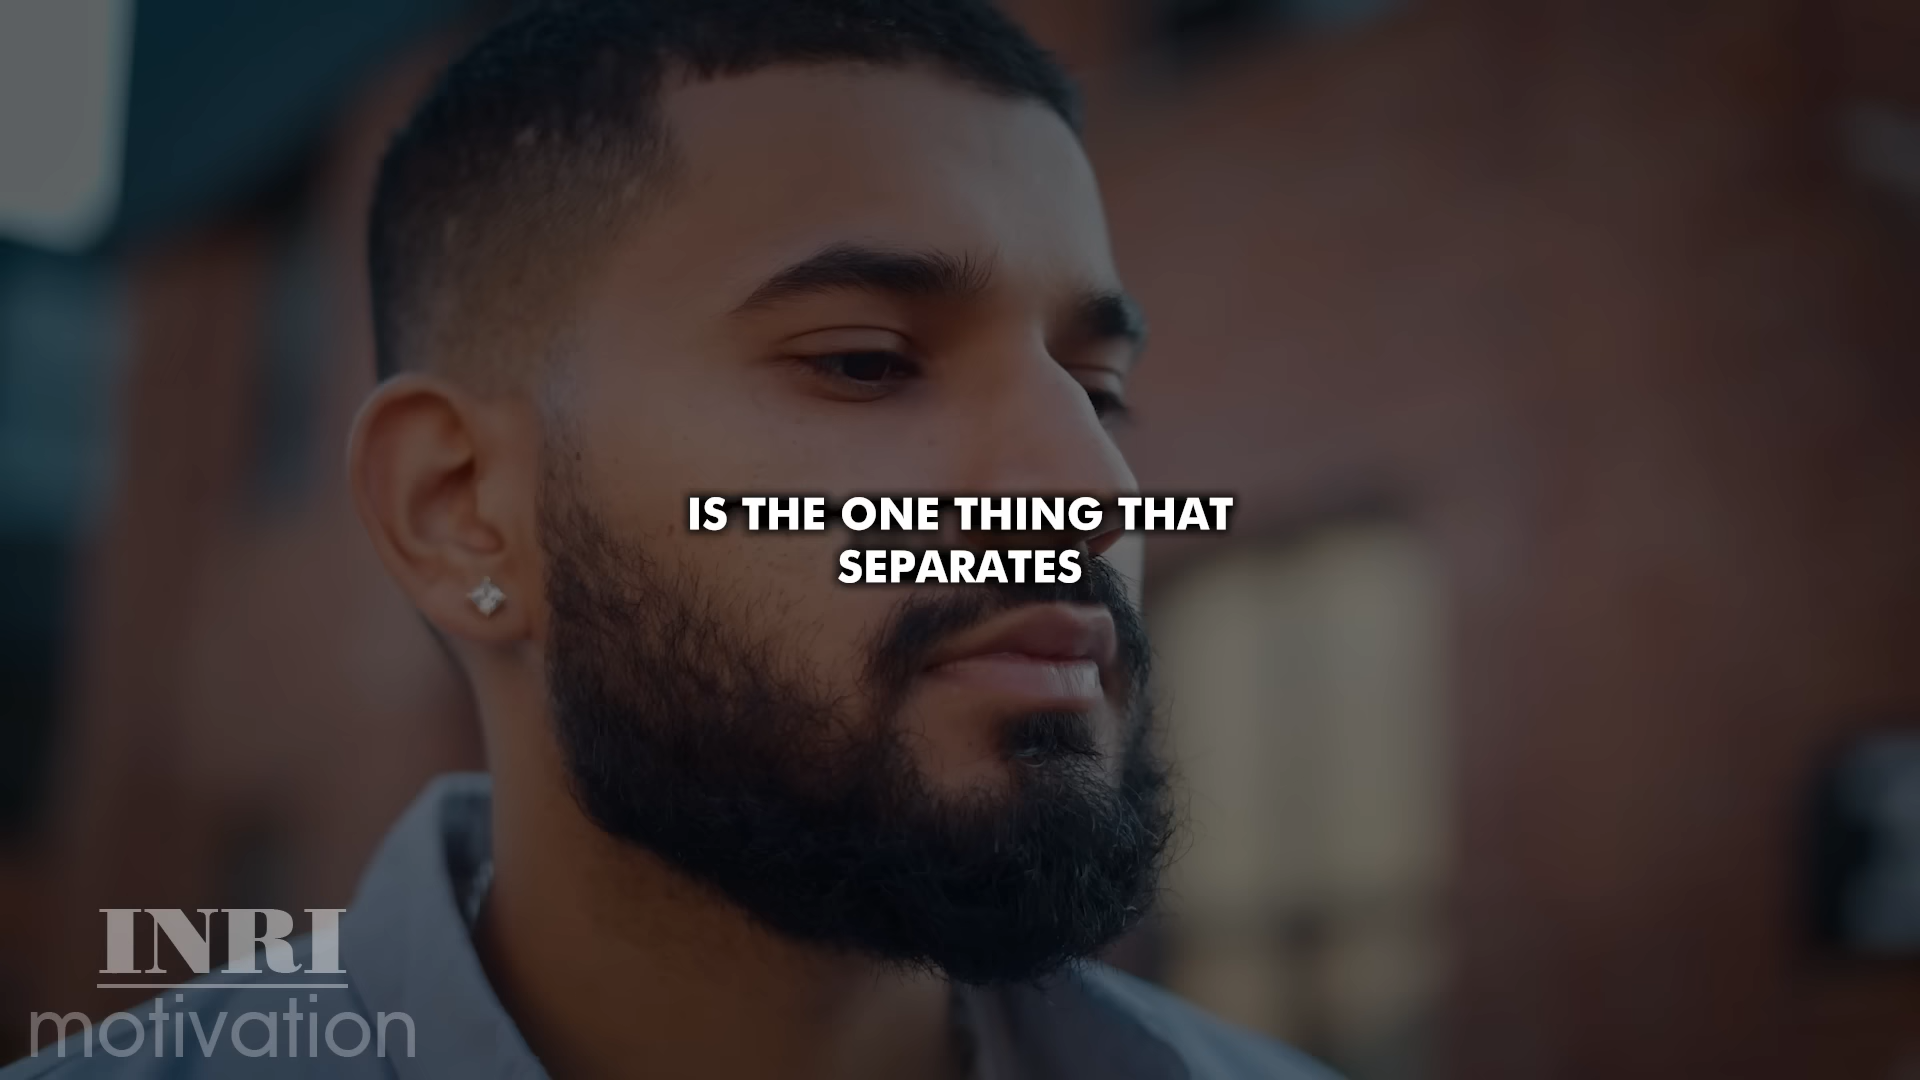 IS THE ONE THING THAT
SEPARATES
INRI
motivation